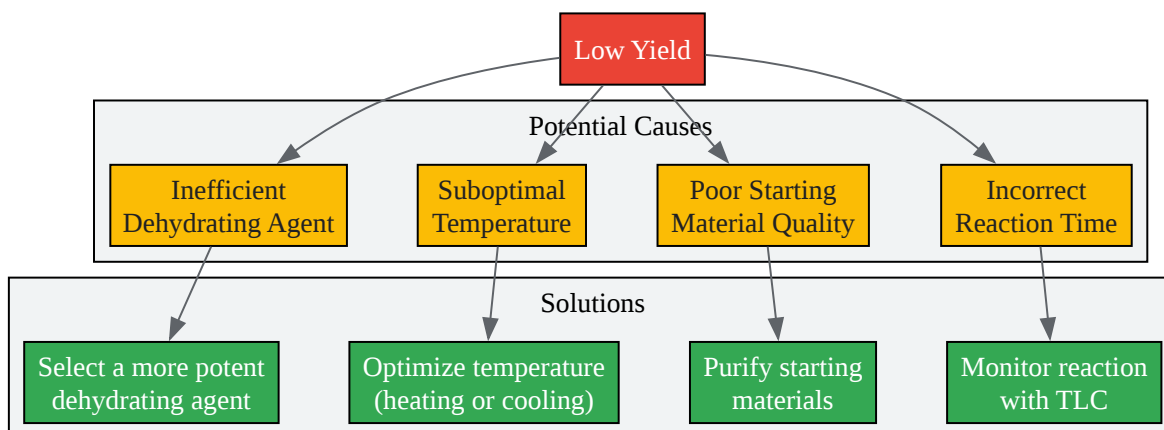 Low Yield
Potential Causes
Inefficient
Dehydrating Agent
Suboptimal
Temperature
Poor Starting
Material Quality
Incorrect
Reaction Time
Solutions
Select a more potent
dehydrating agent
Optimize temperature
(heating or cooling)
Purify starting
materials
Monitor reaction
with TLC